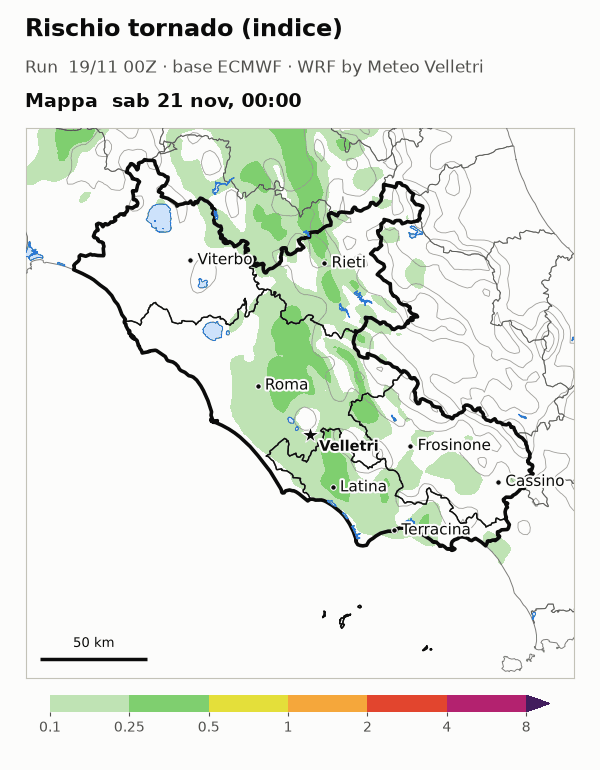 Rischio tornado (indice)
Run  19/11 00Z · base ECMWF · WRF by Meteo Velletri
Mappa  sab 21 nov, 00:00
Viterbo
Rieti
Roma
Velletri
Frosinone
Cassino
Latina
Terracina
50 km
0.1
0.25
0.5
1
2
4
8